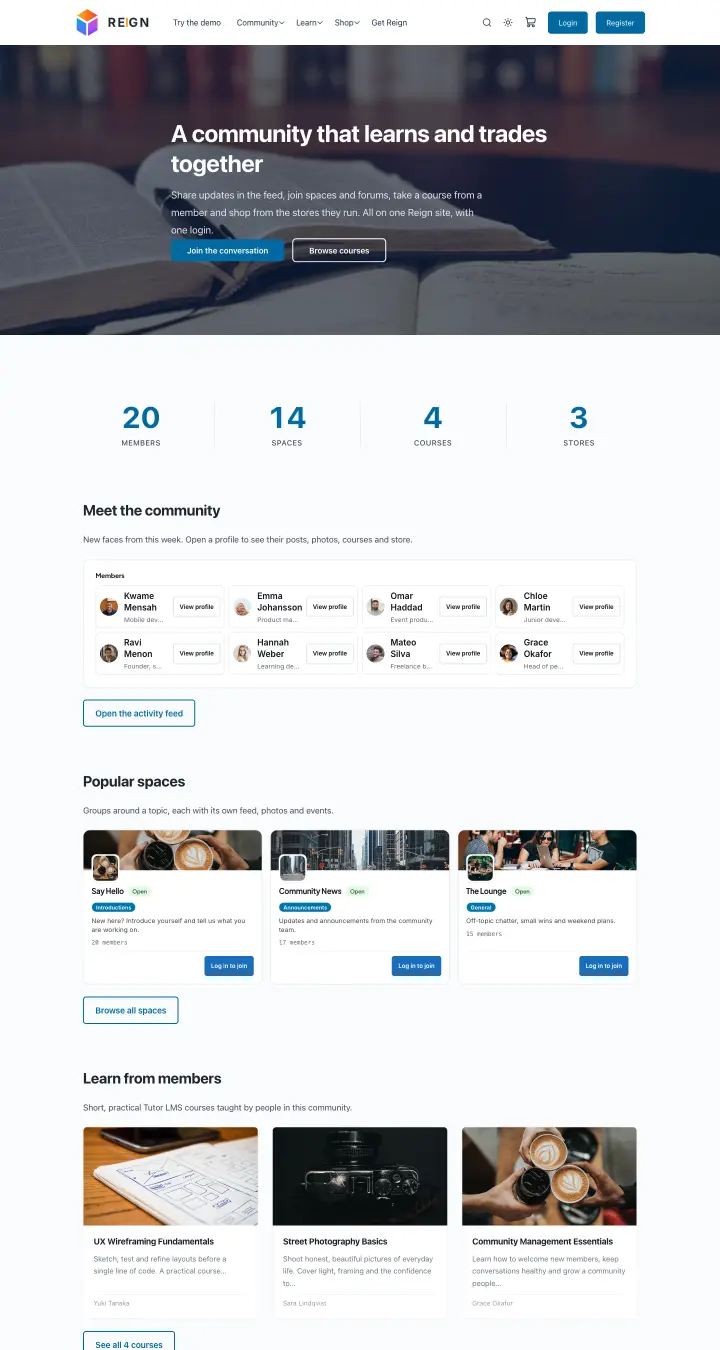 REIGN
Try the demo
Community
Learn
Shop
Get Reign
Login
Register
A community that learns and trades
together
Share updates in the feed, join spaces and forums, take a course from a
member and shop from the stores they run. All on one Reign site, with
one login.
Join the conversation
Browse courses
20
MEMBERS
14
SPACES
4
COURSES
3
STORES
Meet the community
New faces from this week. Open a profile to see their posts, photos, courses and store.
Members
Kwame
Mensah
Mobile dev...
View profile
Emma
Johansson
Product ma...
View profile
Omar
Haddad
Event produ...
View profile
Chloe
Martin
Junior deve...
View profile
Ravi
Menon
Founder, s...
View profile
Hannah
Weber
Learning de...
View profile
Mateo
Silva
Freelance b...
View profile
Grace
Okafor
Head of pe...
View profile
Open the activity feed
Popular spaces
Groups around a topic, each with its own feed, photos and events.
Say Hello Open
Introductions
New here? Introduce yourself and tell us what you
are working on.
20 members
Log in to join
Community News Open
Announcements
Updates and announcements from the community
team.
17 members
Log in to join
The Lounge Open
General
Off-topic chatter, small wins and weekend plans.
15 members
Log in to join
Browse all spaces
Learn from members
Short, practical Tutor LMS courses taught by people in this community.
UX Wireframing Fundamentals
Sketch, test and refine layouts before a
single line of code. A practical course...
Yuki Tanaka
Street Photography Basics
Shoot honest, beautiful pictures of everyday
life. Cover light, framing and the confidence
to...
Sara Lindqvist
Community Management Essentials
Learn how to welcome new members, keep
conversations healthy and grow a community
people...
Grace Okafor
See all 4 courses